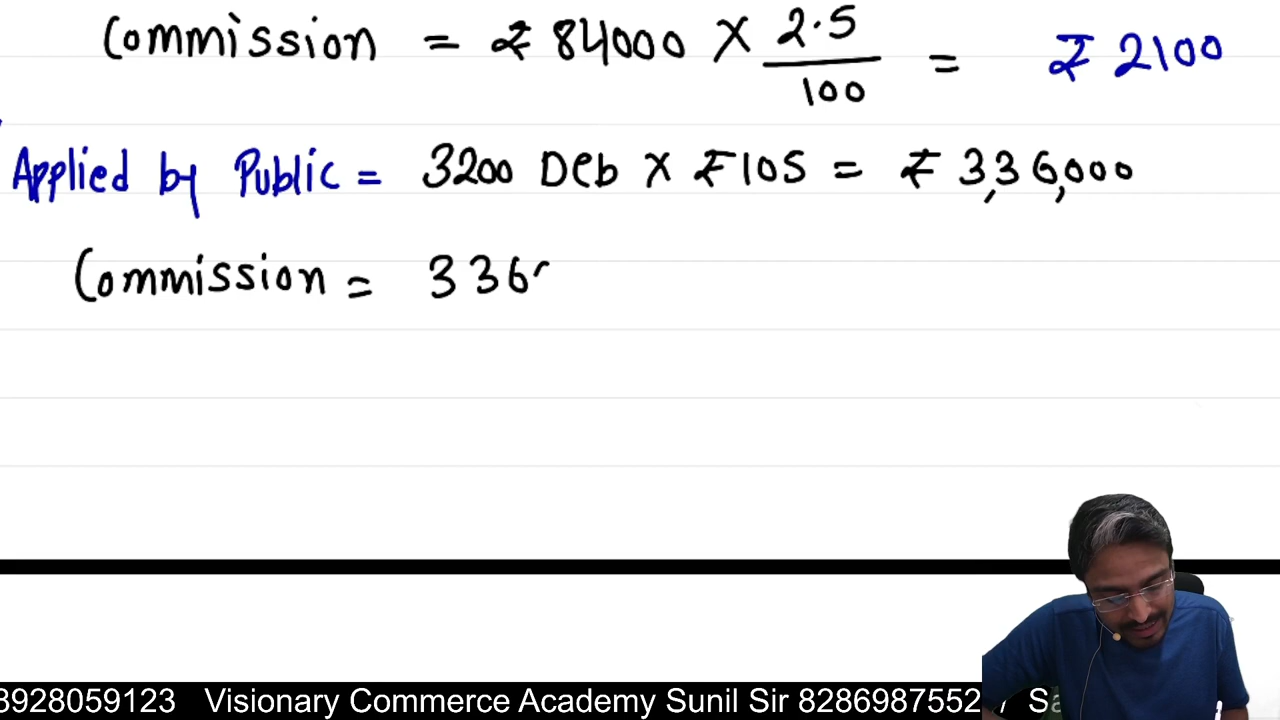 Commission = ₹ 84000 × 2.5/100 = ₹ 2100
Applied by Public = 3200 Deb × ₹105 = ₹ 3,36,000
Commission = 336
8928059123 Visionary Commerce Academy Sunil Sir 828698755